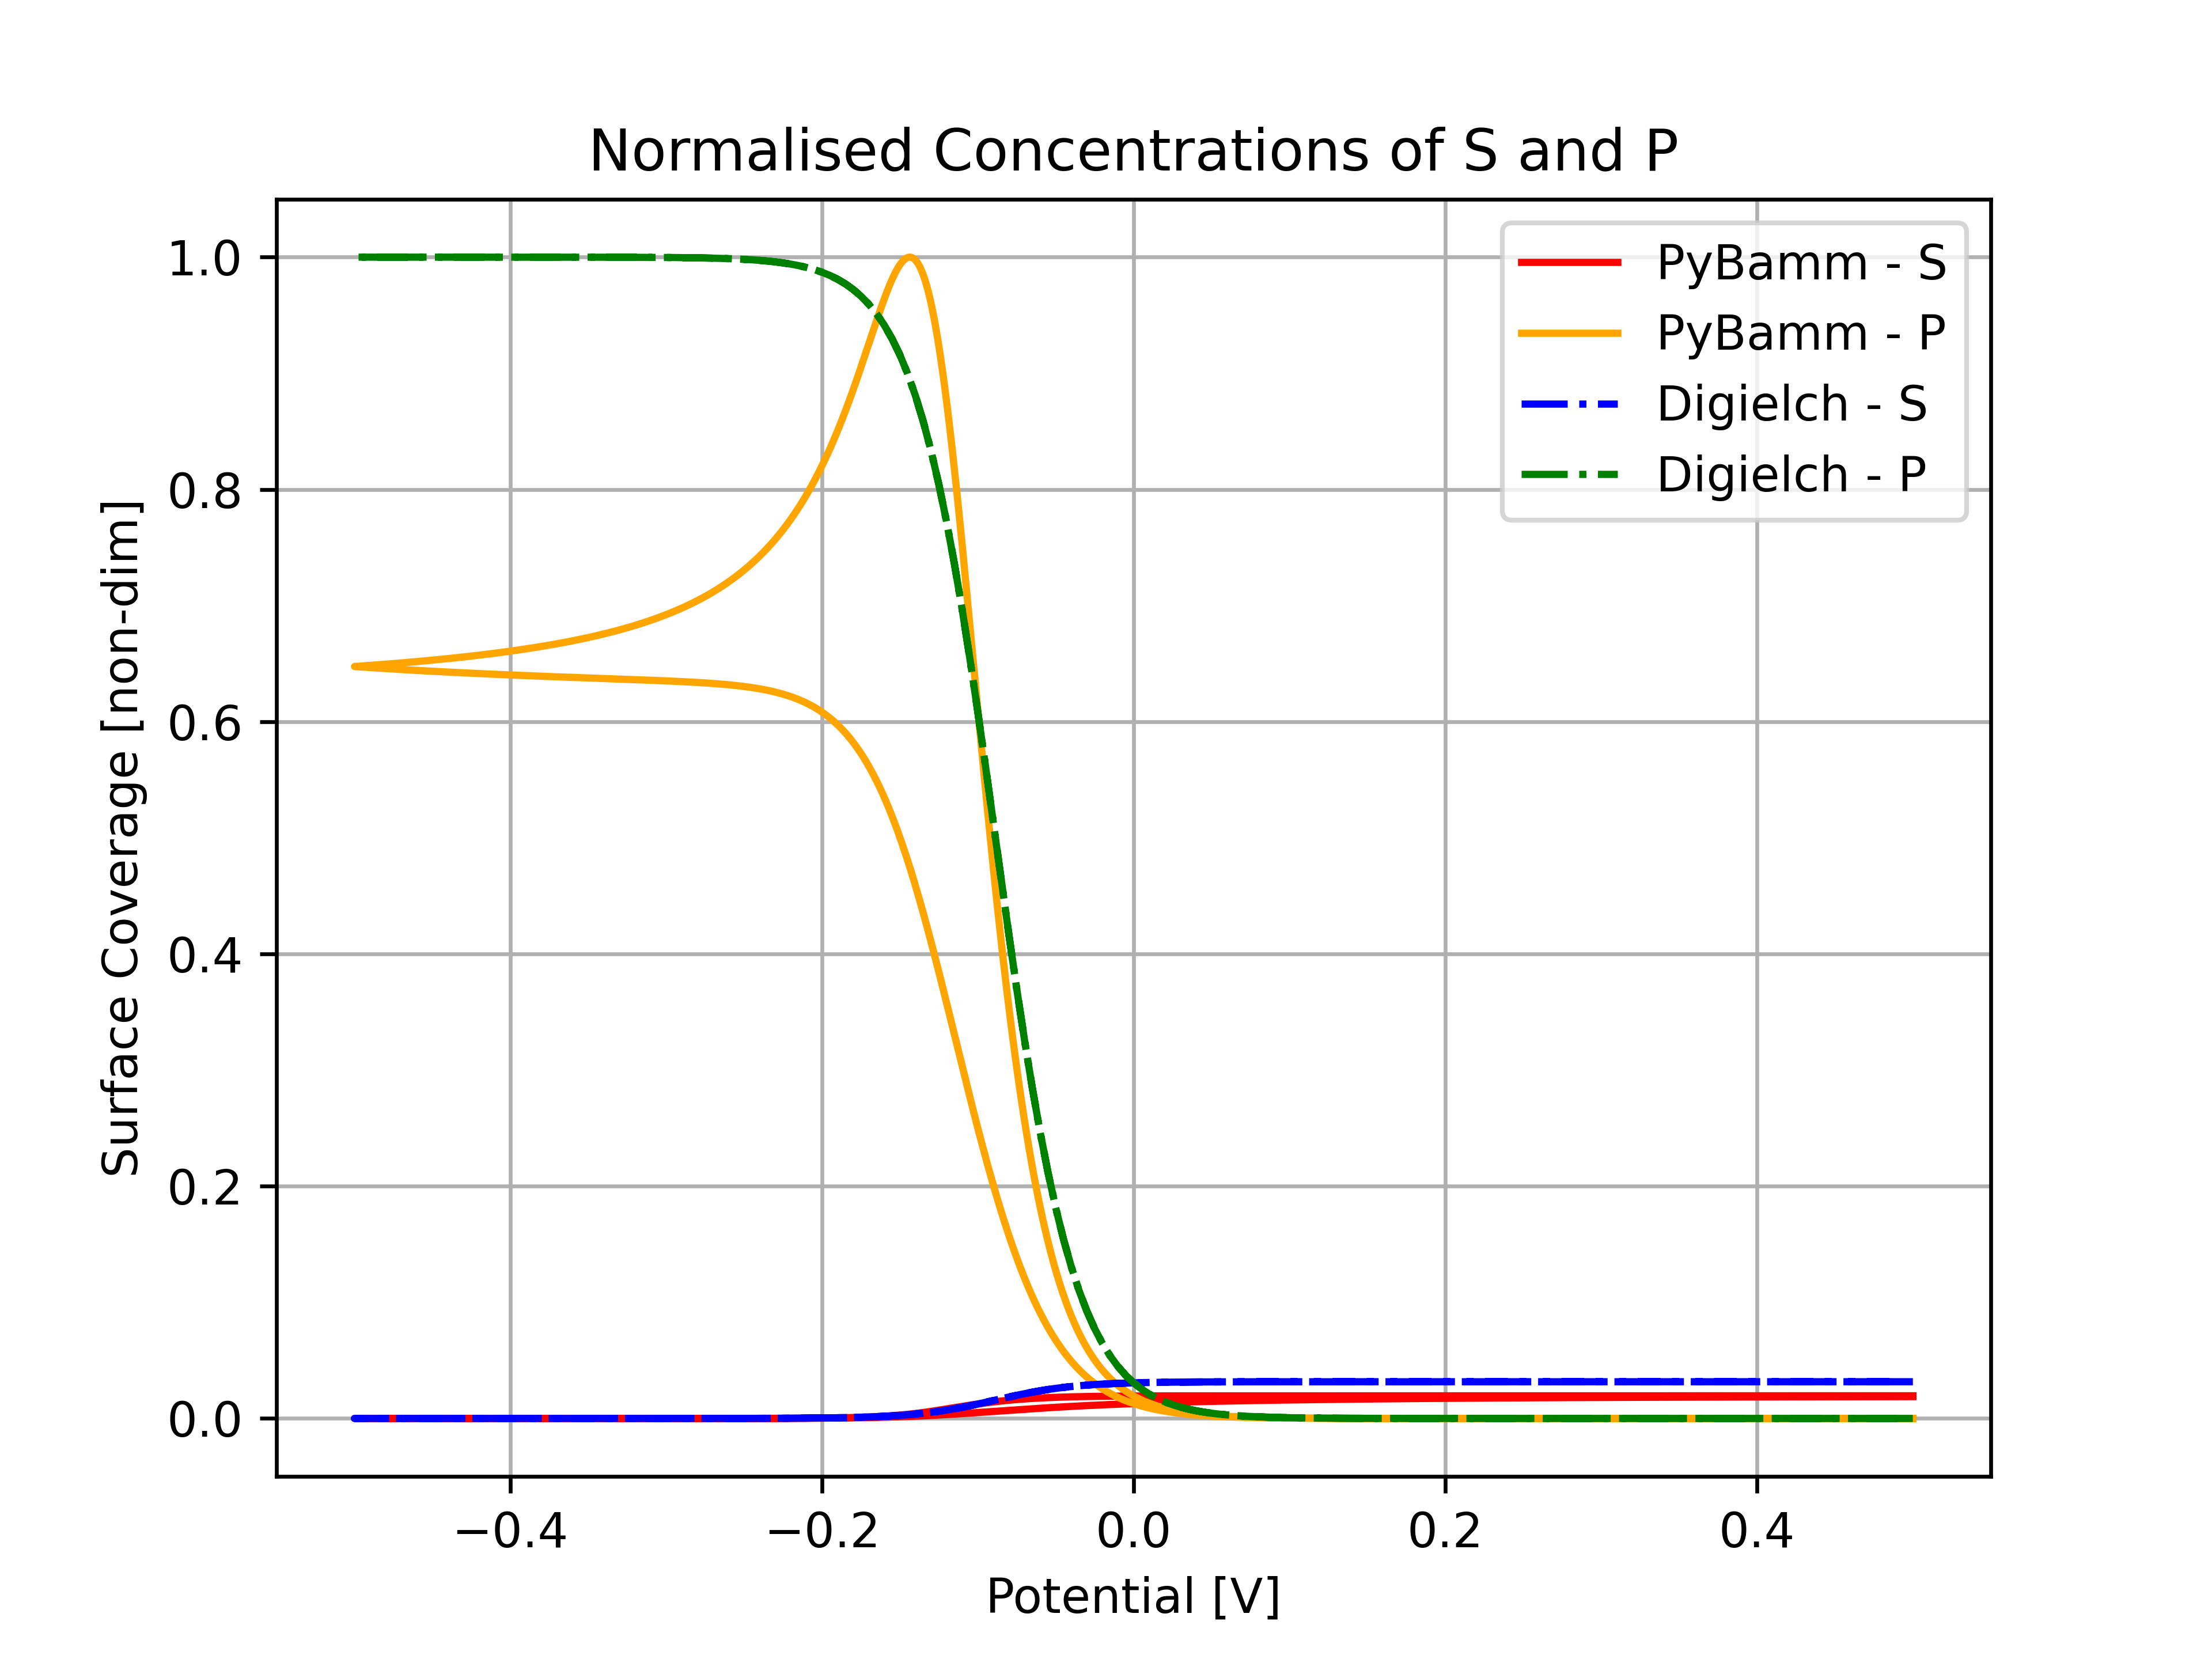 Normalised Concentrations of S and P
PyBamm - S
PyBamm - P
Digielch - S
Digielch - P
Surface Coverage [non-dim]
1.0
0.8
0.6
0.4
0.2
0.0
−0.4
−0.2
0.0
0.2
0.4
Potential [V]